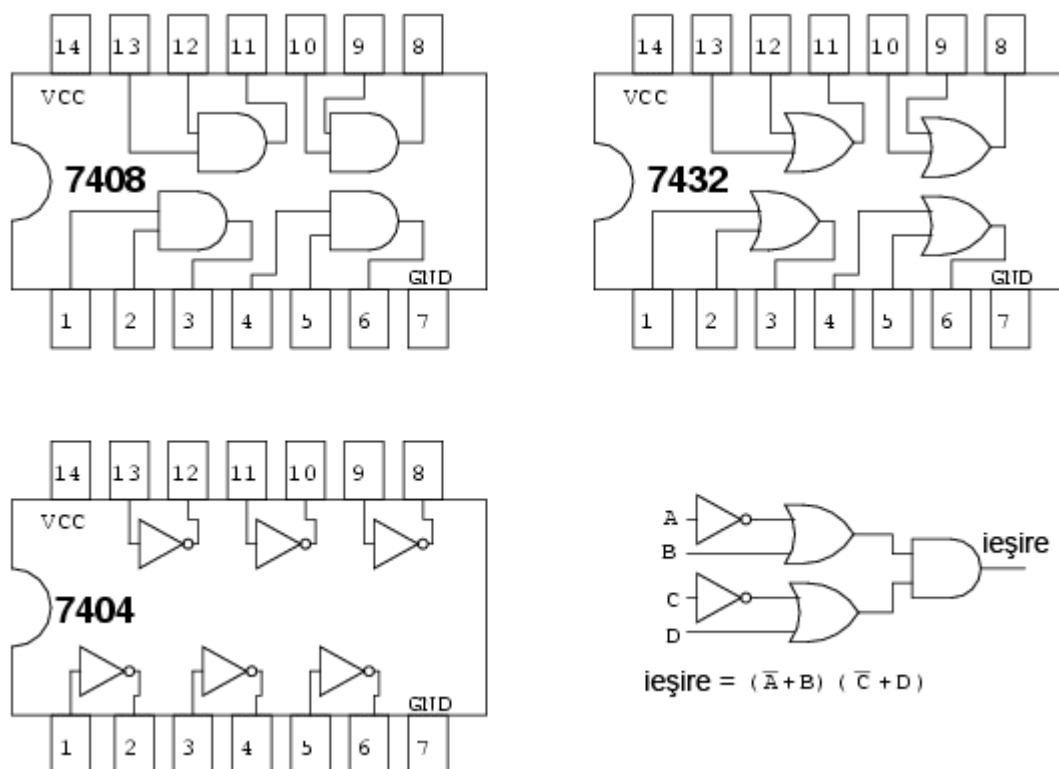 14 13 12 11 10 9 8
VCC
7408
GND
1 2 3 4 5 6 7
14 13 12 11 10 9 8
VCC
7432
GND
1 2 3 4 5 6 7
14 13 12 11 10 9 8
VCC
7404
GND
1 2 3 4 5 6 7
A
B
C
D
ieşire
ieşire = (A̅+B) (C̅+D)